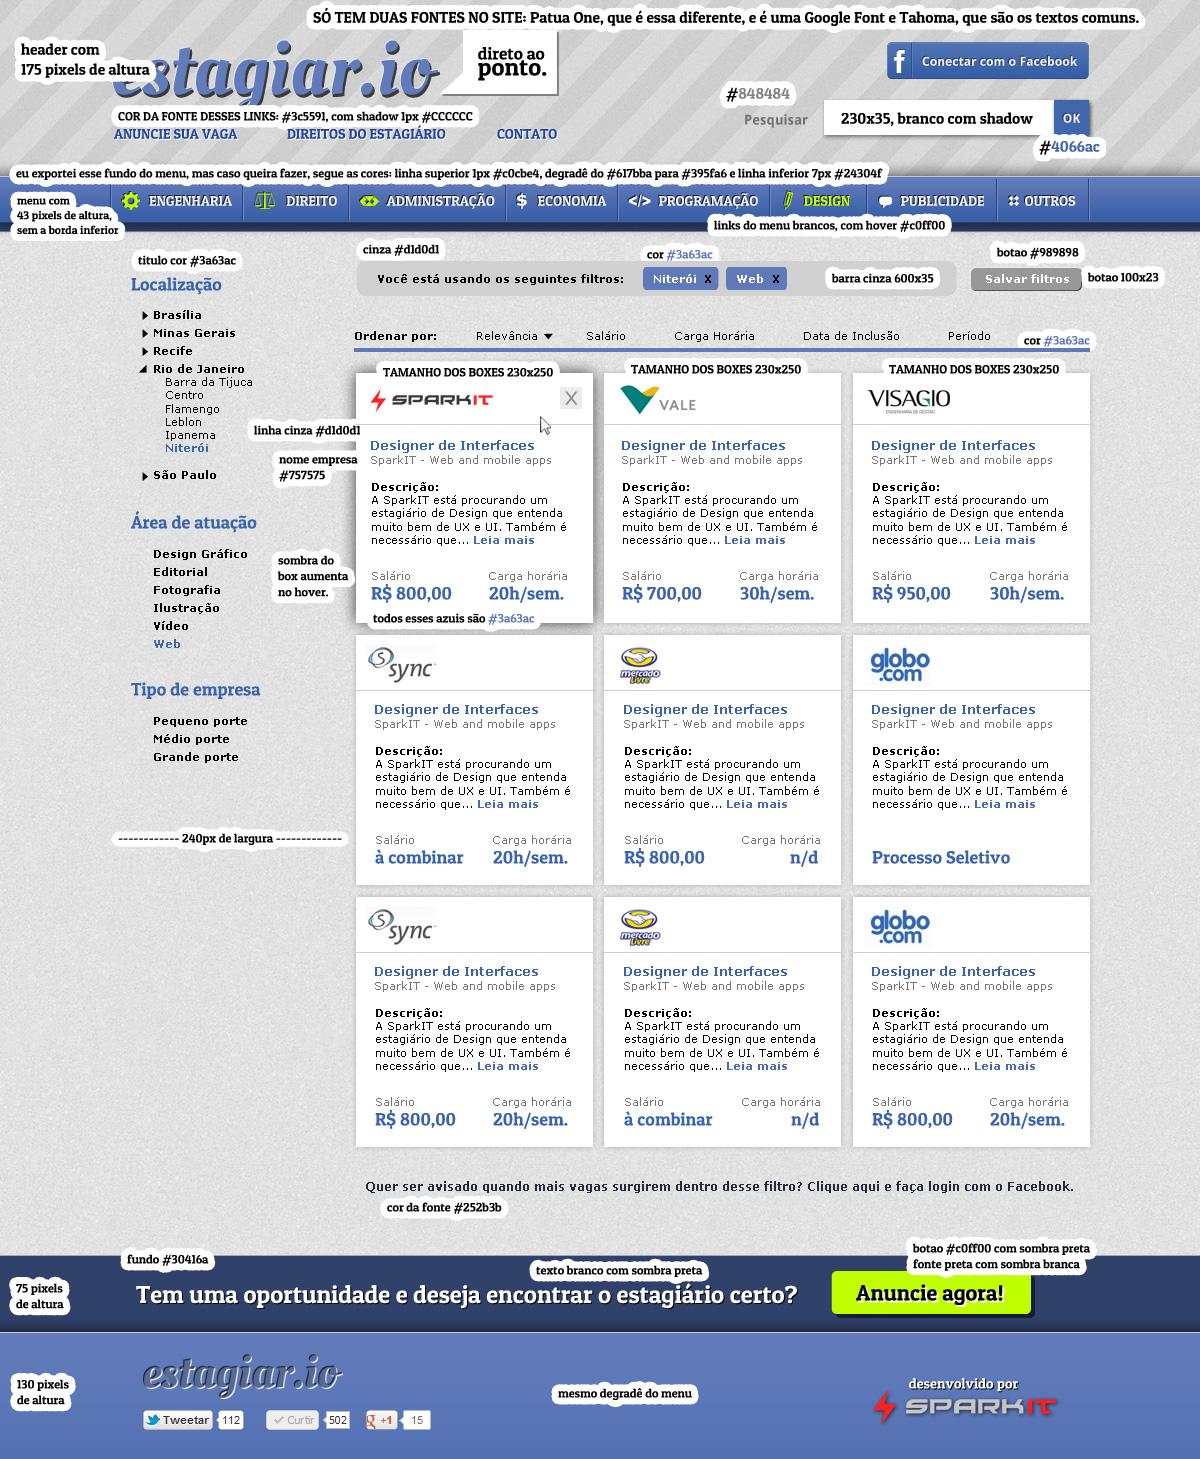 SÓ TEM DUAS FONTES NO SITE: Patua One, que é essa diferente, e é uma Google Font e Tahoma, que são os textos comuns.
header com
175 pixels de altura
estagiar.io
direto ao
ponto.
Conectar com o Facebook
#848484
Pesquisar
230x35, branco com shadow
OK
#4066ac
COR DA FONTE DESSES LINKS: #3c5591, com shadow 1px #CCCCCC
ANUNCIE SUA VAGA
DIREITOS DO ESTAGIÁRIO
CONTATO
eu exportei esse fundo do menu, mas caso queira fazer, segue as cores: linha superior 1px #c0cbe4, degradê do #617bba para #395fa6 e linha inferior 7px #24304f
menu com
43 pixels de altura,
sem a borda inferior
ENGENHARIA
DIREITO
ADMINISTRAÇÃO
$ ECONOMIA
</> PROGRAMAÇÃO
DESIGN
PUBLICIDADE
OUTROS
links do menu brancos, com hover #c0ff00
titulo cor #3a63ac
Localização
Brasília
Minas Gerais
Recife
Rio de Janeiro
Barra da Tijuca
Centro
Flamengo
Leblon
Ipanema
Niterói
São Paulo
linha cinza #d1d0d1
nome empresa
#757575
Área de atuação
Design Gráfico
Editorial
Fotografia
Ilustração
Vídeo
Web
sombra do
box aumenta
no hover.
Tipo de empresa
Pequeno porte
Médio porte
Grande porte
------------ 240px de largura -------------
cinza #d1d0d1
cor #3a63ac
botao #989898
Você está usando os seguintes filtros:
Niterói X
Web X
barra cinza 600x35
Salvar filtros
botao 100x23
Ordenar por:
Relevância
Salário
Carga Horária
Data de Inclusão
Período
cor #3a63ac
TAMANHO DOS BOXES 230x250
SPARKIT
X
Designer de Interfaces
SparkIT - Web and mobile apps
Descrição:
A SparkIT está procurando um
estagiário de Design que entenda
muito bem de UX e UI. Também é
necessário que... Leia mais
Salário
Carga horária
R$ 800,00
20h/sem.
todos esses azuis são #3a63ac
TAMANHO DOS BOXES 230x250
VALE
Designer de Interfaces
SparkIT - Web and mobile apps
Descrição:
A SparkIT está procurando um
estagiário de Design que entenda
muito bem de UX e UI. Também é
necessário que... Leia mais
Salário
Carga horária
R$ 700,00
30h/sem.
TAMANHO DOS BOXES 230x250
VISAGIO
ENGENHARIA DE GESTÃO
Designer de Interfaces
SparkIT - Web and mobile apps
Descrição:
A SparkIT está procurando um
estagiário de Design que entenda
muito bem de UX e UI. Também é
necessário que... Leia mais
Salário
Carga horária
R$ 950,00
30h/sem.
sync
Designer de Interfaces
SparkIT - Web and mobile apps
Descrição:
A SparkIT está procurando um
estagiário de Design que entenda
muito bem de UX e UI. Também é
necessário que... Leia mais
Salário
Carga horária
à combinar
20h/sem.
mercado
livre
Designer de Interfaces
SparkIT - Web and mobile apps
Descrição:
A SparkIT está procurando um
estagiário de Design que entenda
muito bem de UX e UI. Também é
necessário que... Leia mais
Salário
Carga horária
R$ 800,00
n/d
globo
.com
Designer de Interfaces
SparkIT - Web and mobile apps
Descrição:
A SparkIT está procurando um
estagiário de Design que entenda
muito bem de UX e UI. Também é
necessário que... Leia mais
Processo Seletivo
sync
Designer de Interfaces
SparkIT - Web and mobile apps
Descrição:
A SparkIT está procurando um
estagiário de Design que entenda
muito bem de UX e UI. Também é
necessário que... Leia mais
Salário
Carga horária
R$ 800,00
20h/sem.
mercado
livre
Designer de Interfaces
SparkIT - Web and mobile apps
Descrição:
A SparkIT está procurando um
estagiário de Design que entenda
muito bem de UX e UI. Também é
necessário que... Leia mais
Salário
Carga horária
à combinar
n/d
globo
.com
Designer de Interfaces
SparkIT - Web and mobile apps
Descrição:
A SparkIT está procurando um
estagiário de Design que entenda
muito bem de UX e UI. Também é
necessário que... Leia mais
Salário
Carga horária
R$ 800,00
20h/sem.
Quer ser avisado quando mais vagas surgirem dentro desse filtro? Clique aqui e faça login com o Facebook.
cor da fonte #252b3b
fundo #30416a
texto branco com sombra preta
botao #c0ff00 com sombra preta
fonte preta com sombra branca
75 pixels
de altura
Tem uma oportunidade e deseja encontrar o estagiário certo?
Anuncie agora!
130 pixels
de altura
estagiar.io
Tweetar
112
Curtir
502
+1
15
mesmo degradê do menu
desenvolvido por
SPARKIT